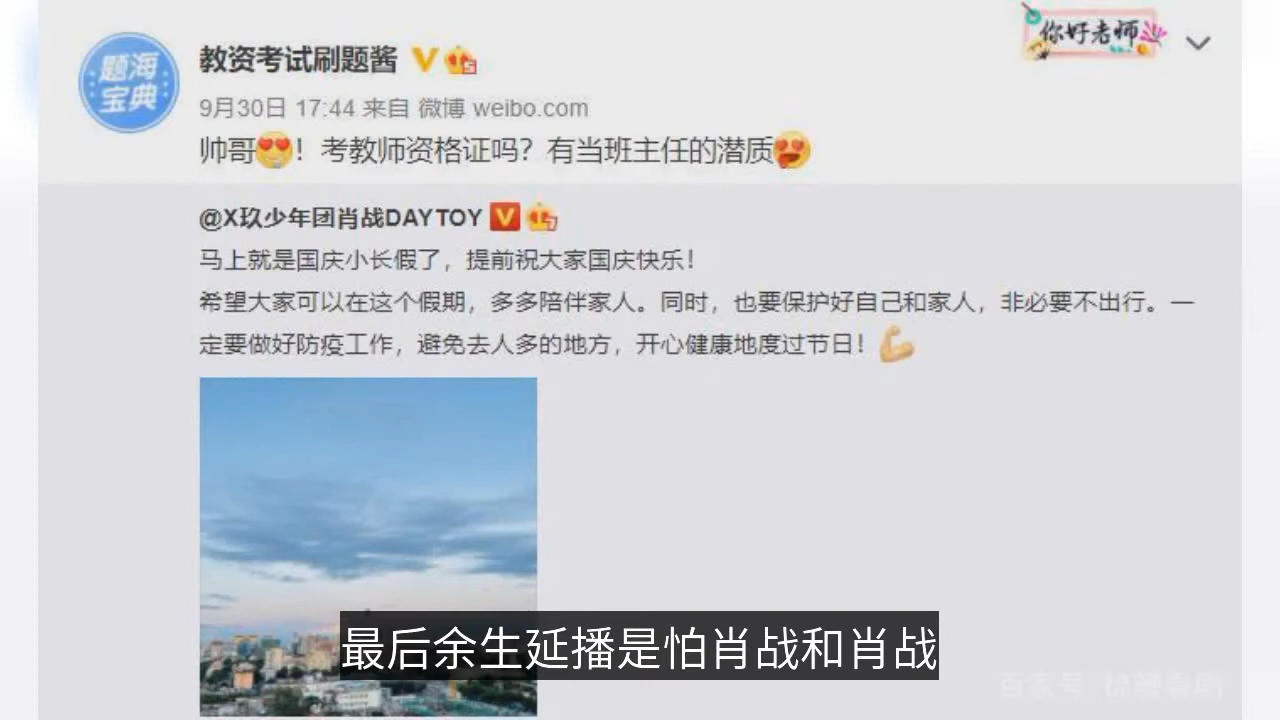 你好老师
题海
宝典
教资考试刷题酱
9月30日 17:44 来自 微博 weibo.com
帅哥！考教师资格证吗？有当班主任的潜质
@X玖少年团肖战DAYTOY
马上就是国庆小长假了，提前祝大家国庆快乐！
希望大家可以在这个假期，多多陪伴家人。同时，也要保护好自己和家人，非必要不出行。一
定要做好防疫工作，避免去人多的地方，开心健康地度过节日！
最后余生延播是怕肖战和肖战